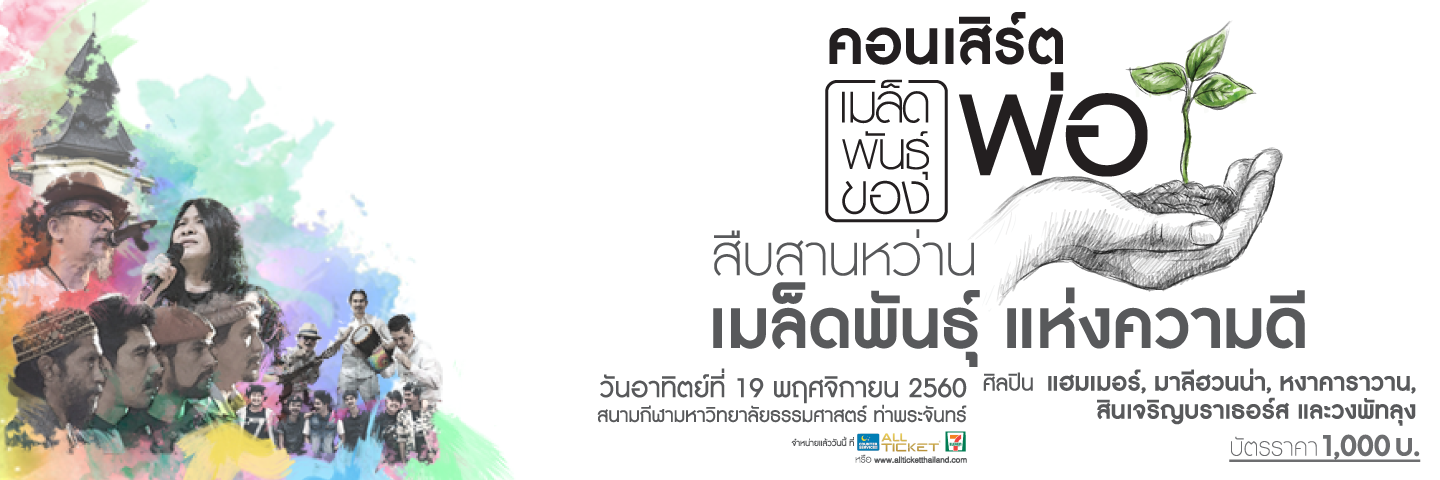 คอนเสิร์ต
เมล็ด
พันธุ์
ของ
พ่อ
สืบสานหว่าน
เมล็ดพันธุ์ แห่งความดี
วันอาทิตย์ที่ 19 พฤศจิกายน 2560
สนามกีฬามหาวิทยาลัยธรรมศาสตร์ ท่าพระจันทร์
จำหน่ายแล้ววันนี้ ที่ COUNTER SERVICE ALL TICKET 7 ELEVEN
หรือ www.allticketthailand.com
ศิลปิน แฮมเมอร์, มาลีฮวนน่า, หงาคาราวาน,
สินเจริญบราเธอร์ส และวงพัทลุง
บัตรราคา 1,000 บ.